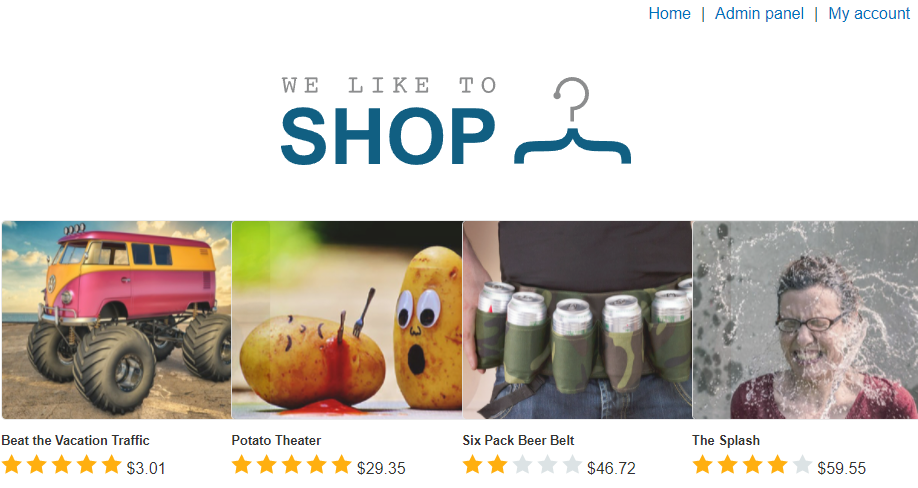 Home | Admin panel | My account
WE LIKE TO
SHOP
Beat the Vacation Traffic
$3.01
Potato Theater
$29.35
Six Pack Beer Belt
$46.72
The Splash
$59.55